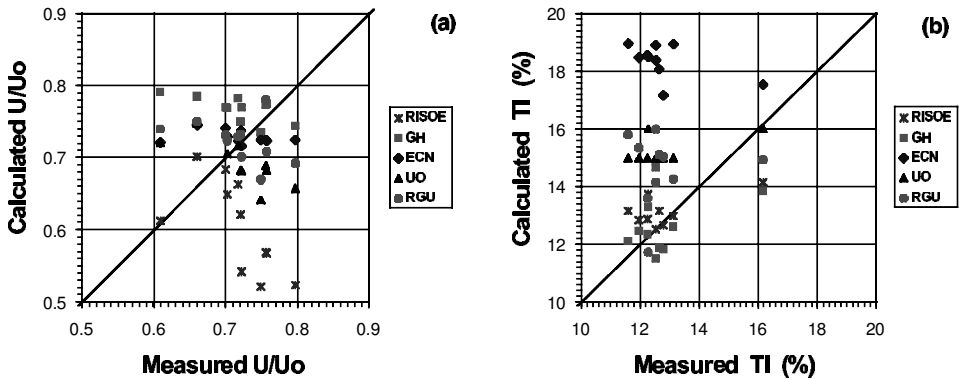 (a)
Calculated U/Uo
0.9
0.8
0.7
0.6
0.5
0.5 0.6 0.7 0.8 0.9
Measured U/Uo
RISOE
GH
ECN
UO
RGU
(b)
Calculated TI (%)
20
18
16
14
12
10
10 12 14 16 18 20
Measured TI (%)
RISOE
GH
ECN
UO
RGU